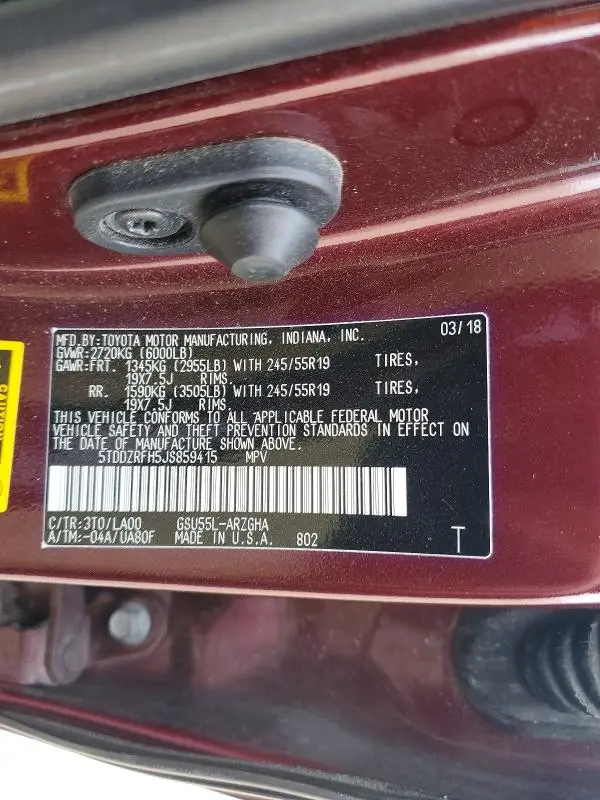 MFD.BY:TOYOTA MOTOR MANUFACTURING, INDIANA, INC. 03/18
GVWR:2720KG (6000LB)
GAWR:FRT. 1345KG (2955LB) WITH 245/55R19 TIRES,
19X7.5J RIMS.
RR. 1590KG (3505LB) WITH 245/55R19 TIRES,
19X7.5J RIMS.
THIS VEHICLE CONFORMS TO ALL APPLICABLE FEDERAL MOTOR
VEHICLE SAFETY AND THEFT PREVENTION STANDARDS IN EFFECT ON
THE DATE OF MANUFACTURE SHOWN ABOVE.
5TDDZRFH5JS859415 MPV
C/TR:3T0/LA00 GSU55L-ARZGHA
A/TM:-04A/UA80F MADE IN U.S.A. 802 T
CAUTION